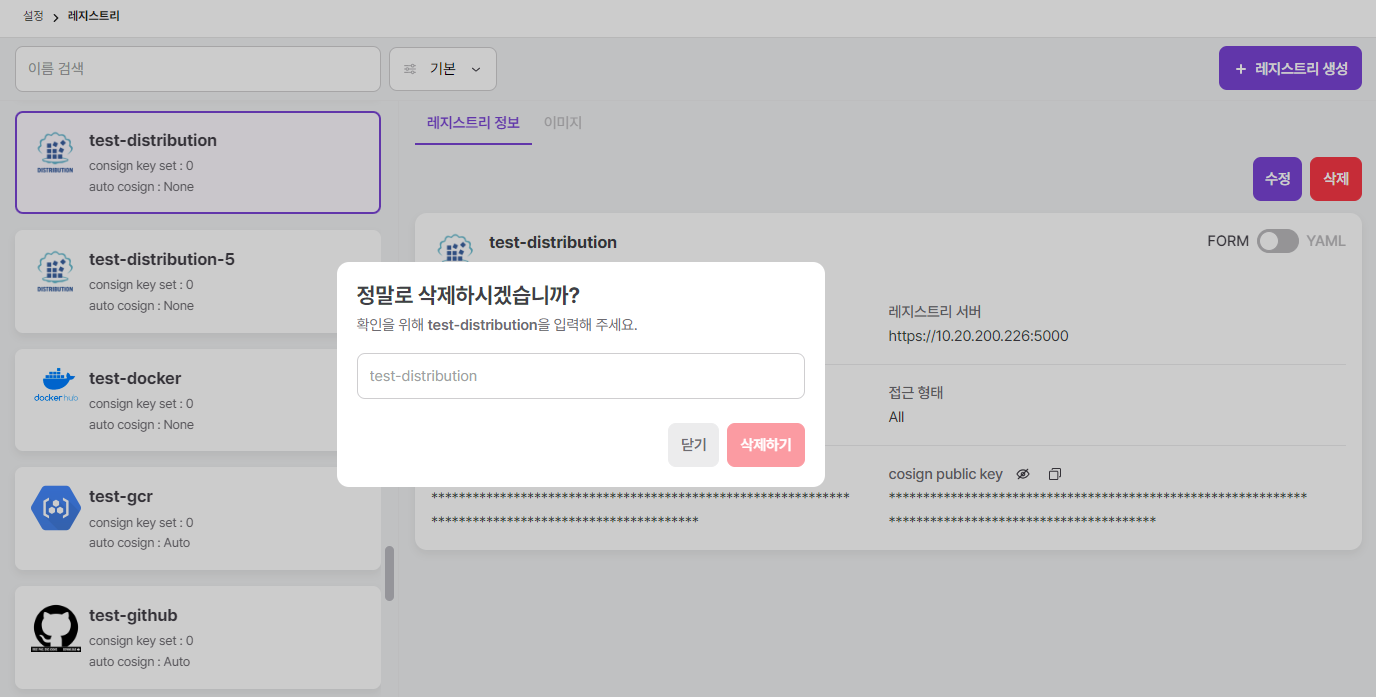 설정 > 레지스트리
이름 검색
기본
+ 레지스트리 생성
test-distribution
consign key set : 0
auto cosign : None
DISTRIBUTION
test-distribution-5
consign key set : 0
auto cosign : None
DISTRIBUTION
test-docker
consign key set : 0
auto cosign : None
docker hub
test-gcr
consign key set : 0
auto cosign : Auto
test-github
consign key set : 0
auto cosign : Auto
레지스트리 정보
이미지
수정
삭제
test-distribution
FORM
YAML
레지스트리 서버
https://10.20.200.226:5000
접근 형태
All
cosign public key
*************************************************************
***************************************
*************************************************************
***************************************
정말로 삭제하시겠습니까?
확인을 위해 test-distribution을 입력해 주세요.
test-distribution
닫기
삭제하기